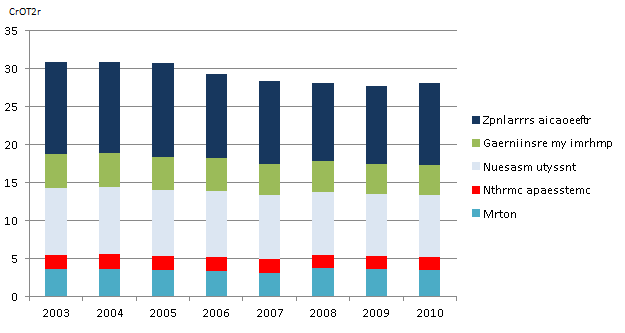 CrOT2r
35
30
25
20
15
10
5
0
2003 2004 2005 2006 2007 2008 2009 2010
Zpnlarrrs aicaoeeftr
Gaerniinsre my imrhmp
Nuesasm utyssnt
Nthrmc apaesstemc
Mrton